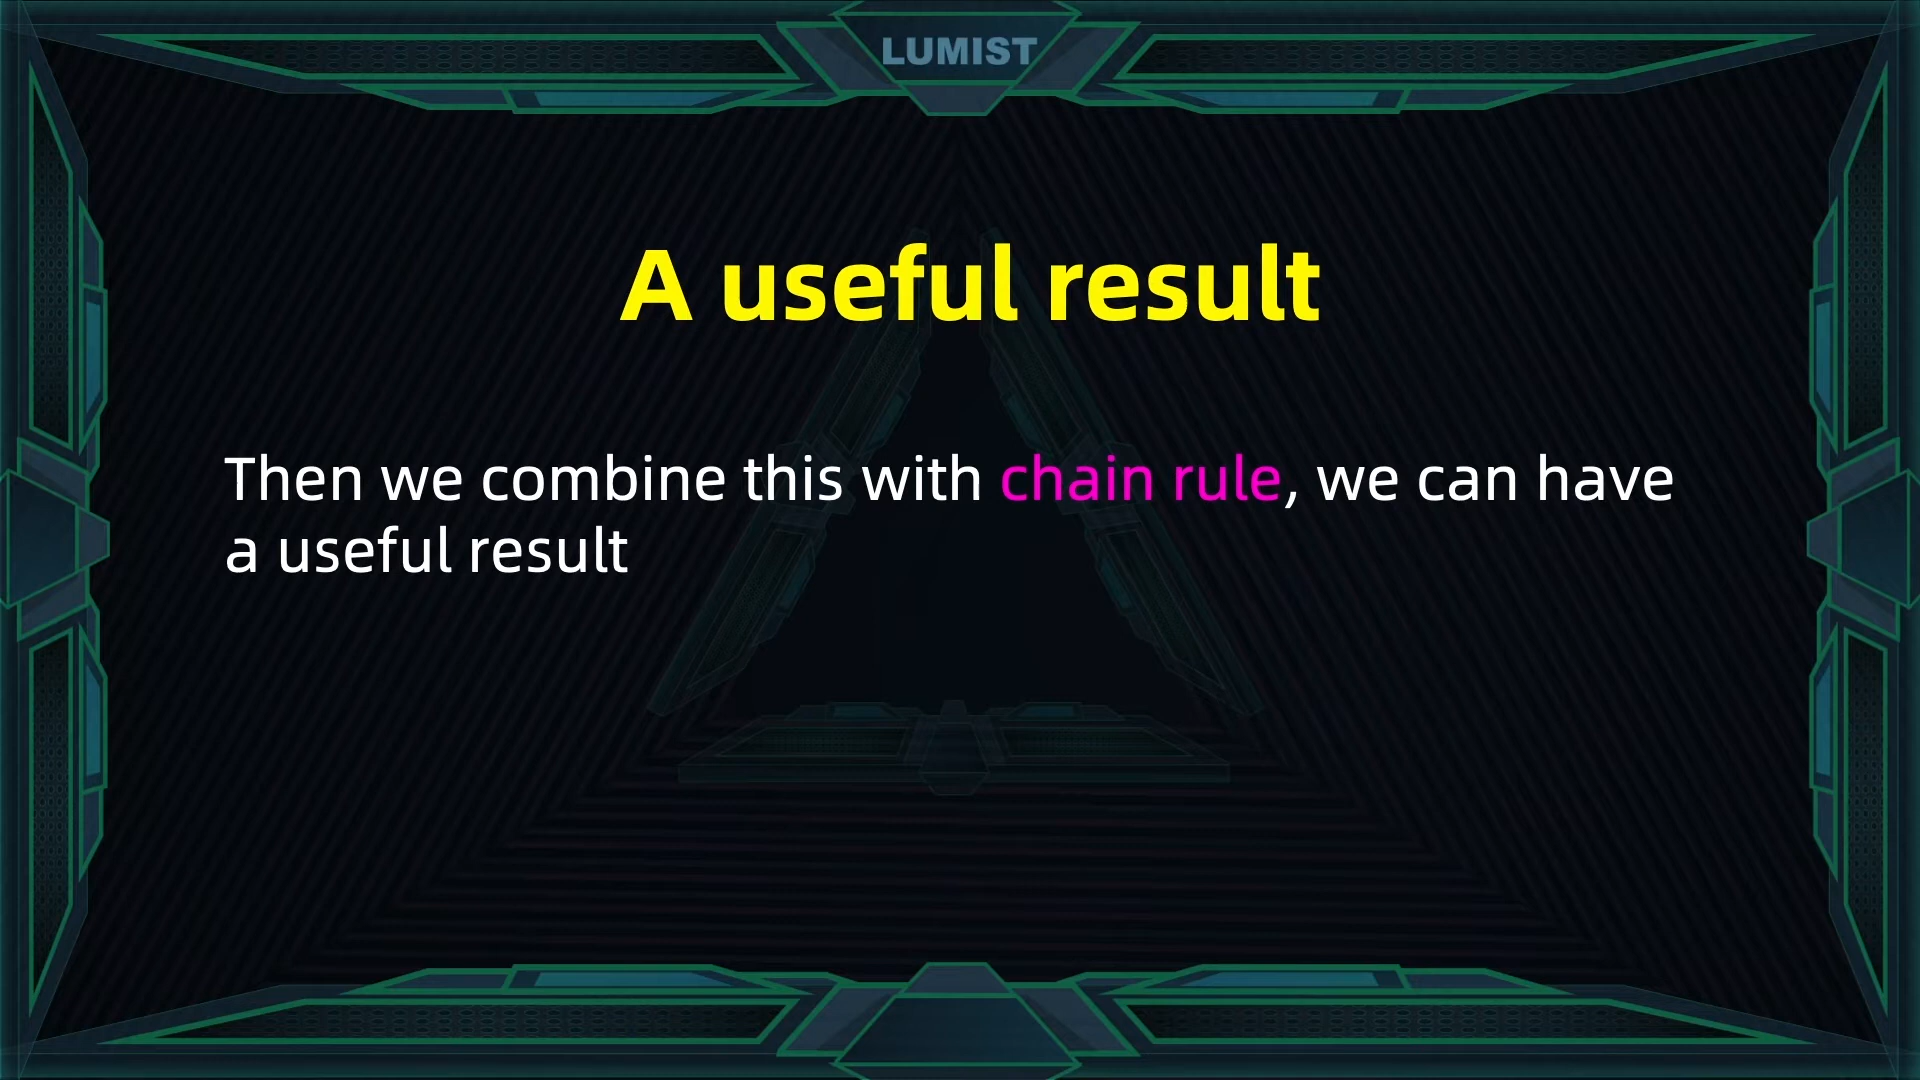 LUMIST
A useful result
Then we combine this with chain rule, we can have
a useful result